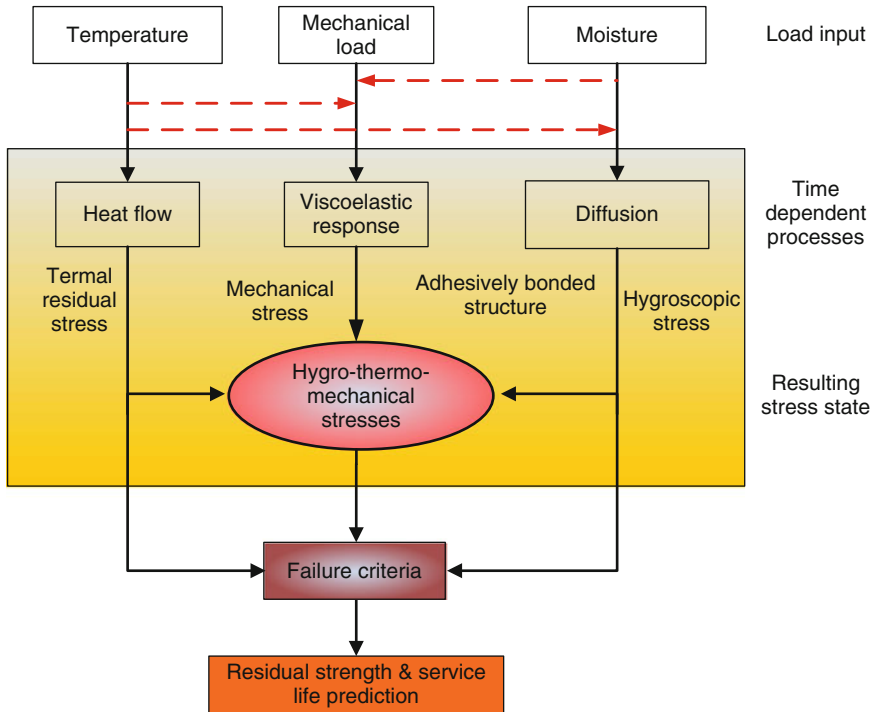 Temperature
Mechanical
load
Moisture
Load input
Heat flow
Viscoelastic
response
Diffusion
Time
dependent
processes
Termal
residual
stress
Mechanical
stress
Adhesively bonded
structure
Hygroscopic
stress
Hygro-thermo-
mechanical
stresses
Resulting
stress state
Failure criteria
Residual strength & service
life prediction